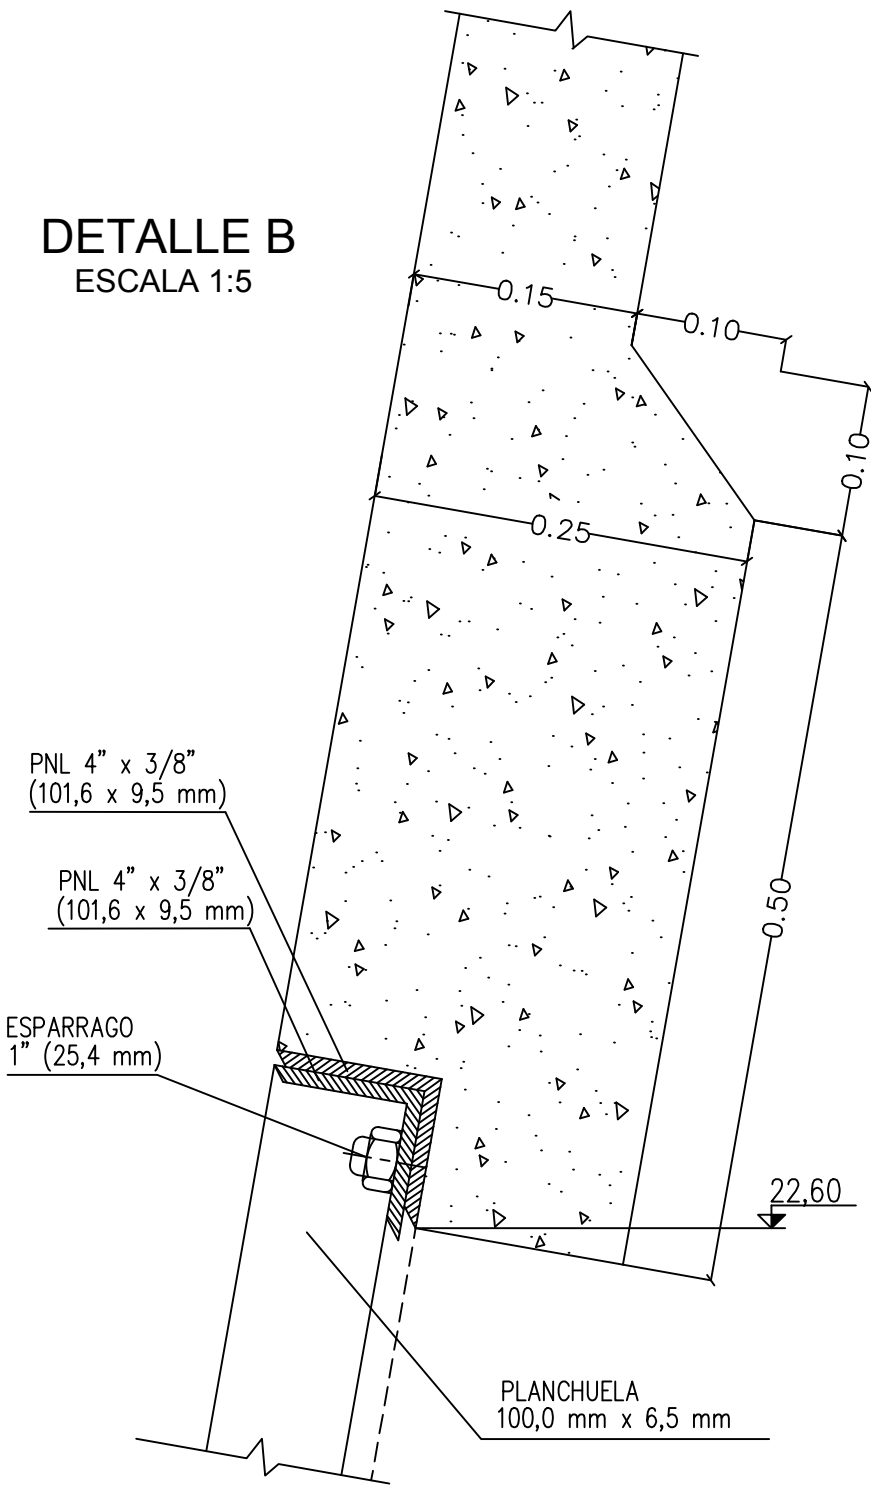 DETALLE B
ESCALA 1:5
0.15
0.10
0.10
0.25
0.50
PNL 4” x 3/8”
(101,6 x 9,5 mm)
PNL 4” x 3/8”
(101,6 x 9,5 mm)
ESPARRAGO
1” (25,4 mm)
22,60
PLANCHUELA
100,0 mm x 6,5 mm